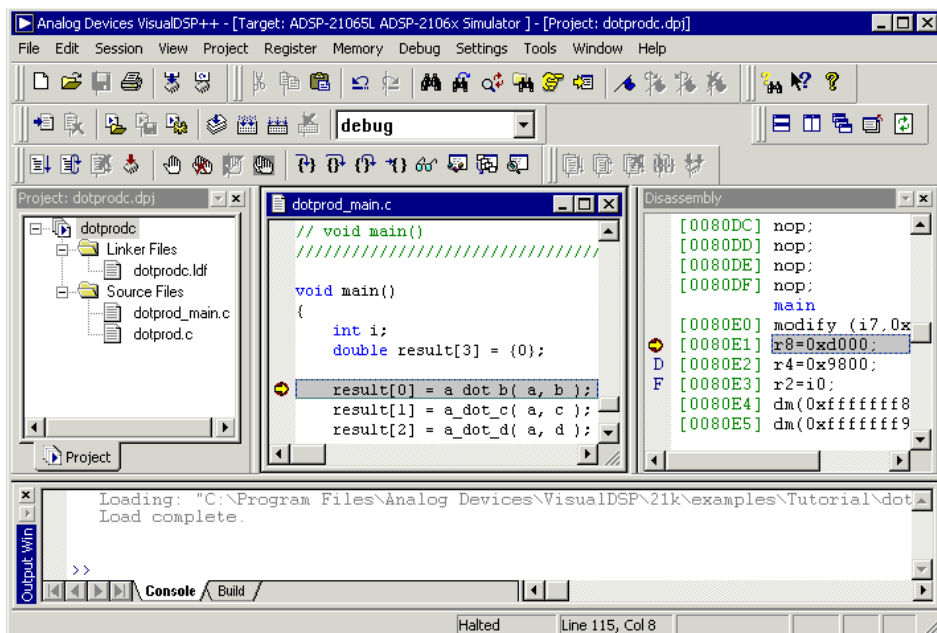 Analog Devices VisualDSP++ - [Target: ADSP-21065L ADSP-2106x Simulator ] - [Project: dotprodc.dpj]
File Edit Session View Project Register Memory Debug Settings Tools Window Help
debug
Project: dotprodc.dpj
dotprodc
Linker Files
dotprodc.ldf
Source Files
dotprod_main.c
dotprod.c
Project
dotprod_main.c
// void main()
/////////////////////////////////
void main()
{
int i;
double result[3] = {0};
result[0] = a_dot_b( a, b );
result[1] = a_dot_c( a, c );
result[2] = a_dot_d( a, d );
Disassembly
[0080DC] nop;
[0080DD] nop;
[0080DE] nop;
[0080DF] nop;
main
[0080E0] modify (i7,0x
[0080E1] r8=0xd000;
D [0080E2] r4=0x9800;
F [0080E3] r2=i0;
[0080E4] dm(0xfffffff8
[0080E5] dm(0xfffffff9
Output Win
Loading: "C:\Program Files\Analog Devices\VisualDSP\21k\examples\Tutorial\dot
Load complete.
>>
Console Build
Halted Line 115, Col 8